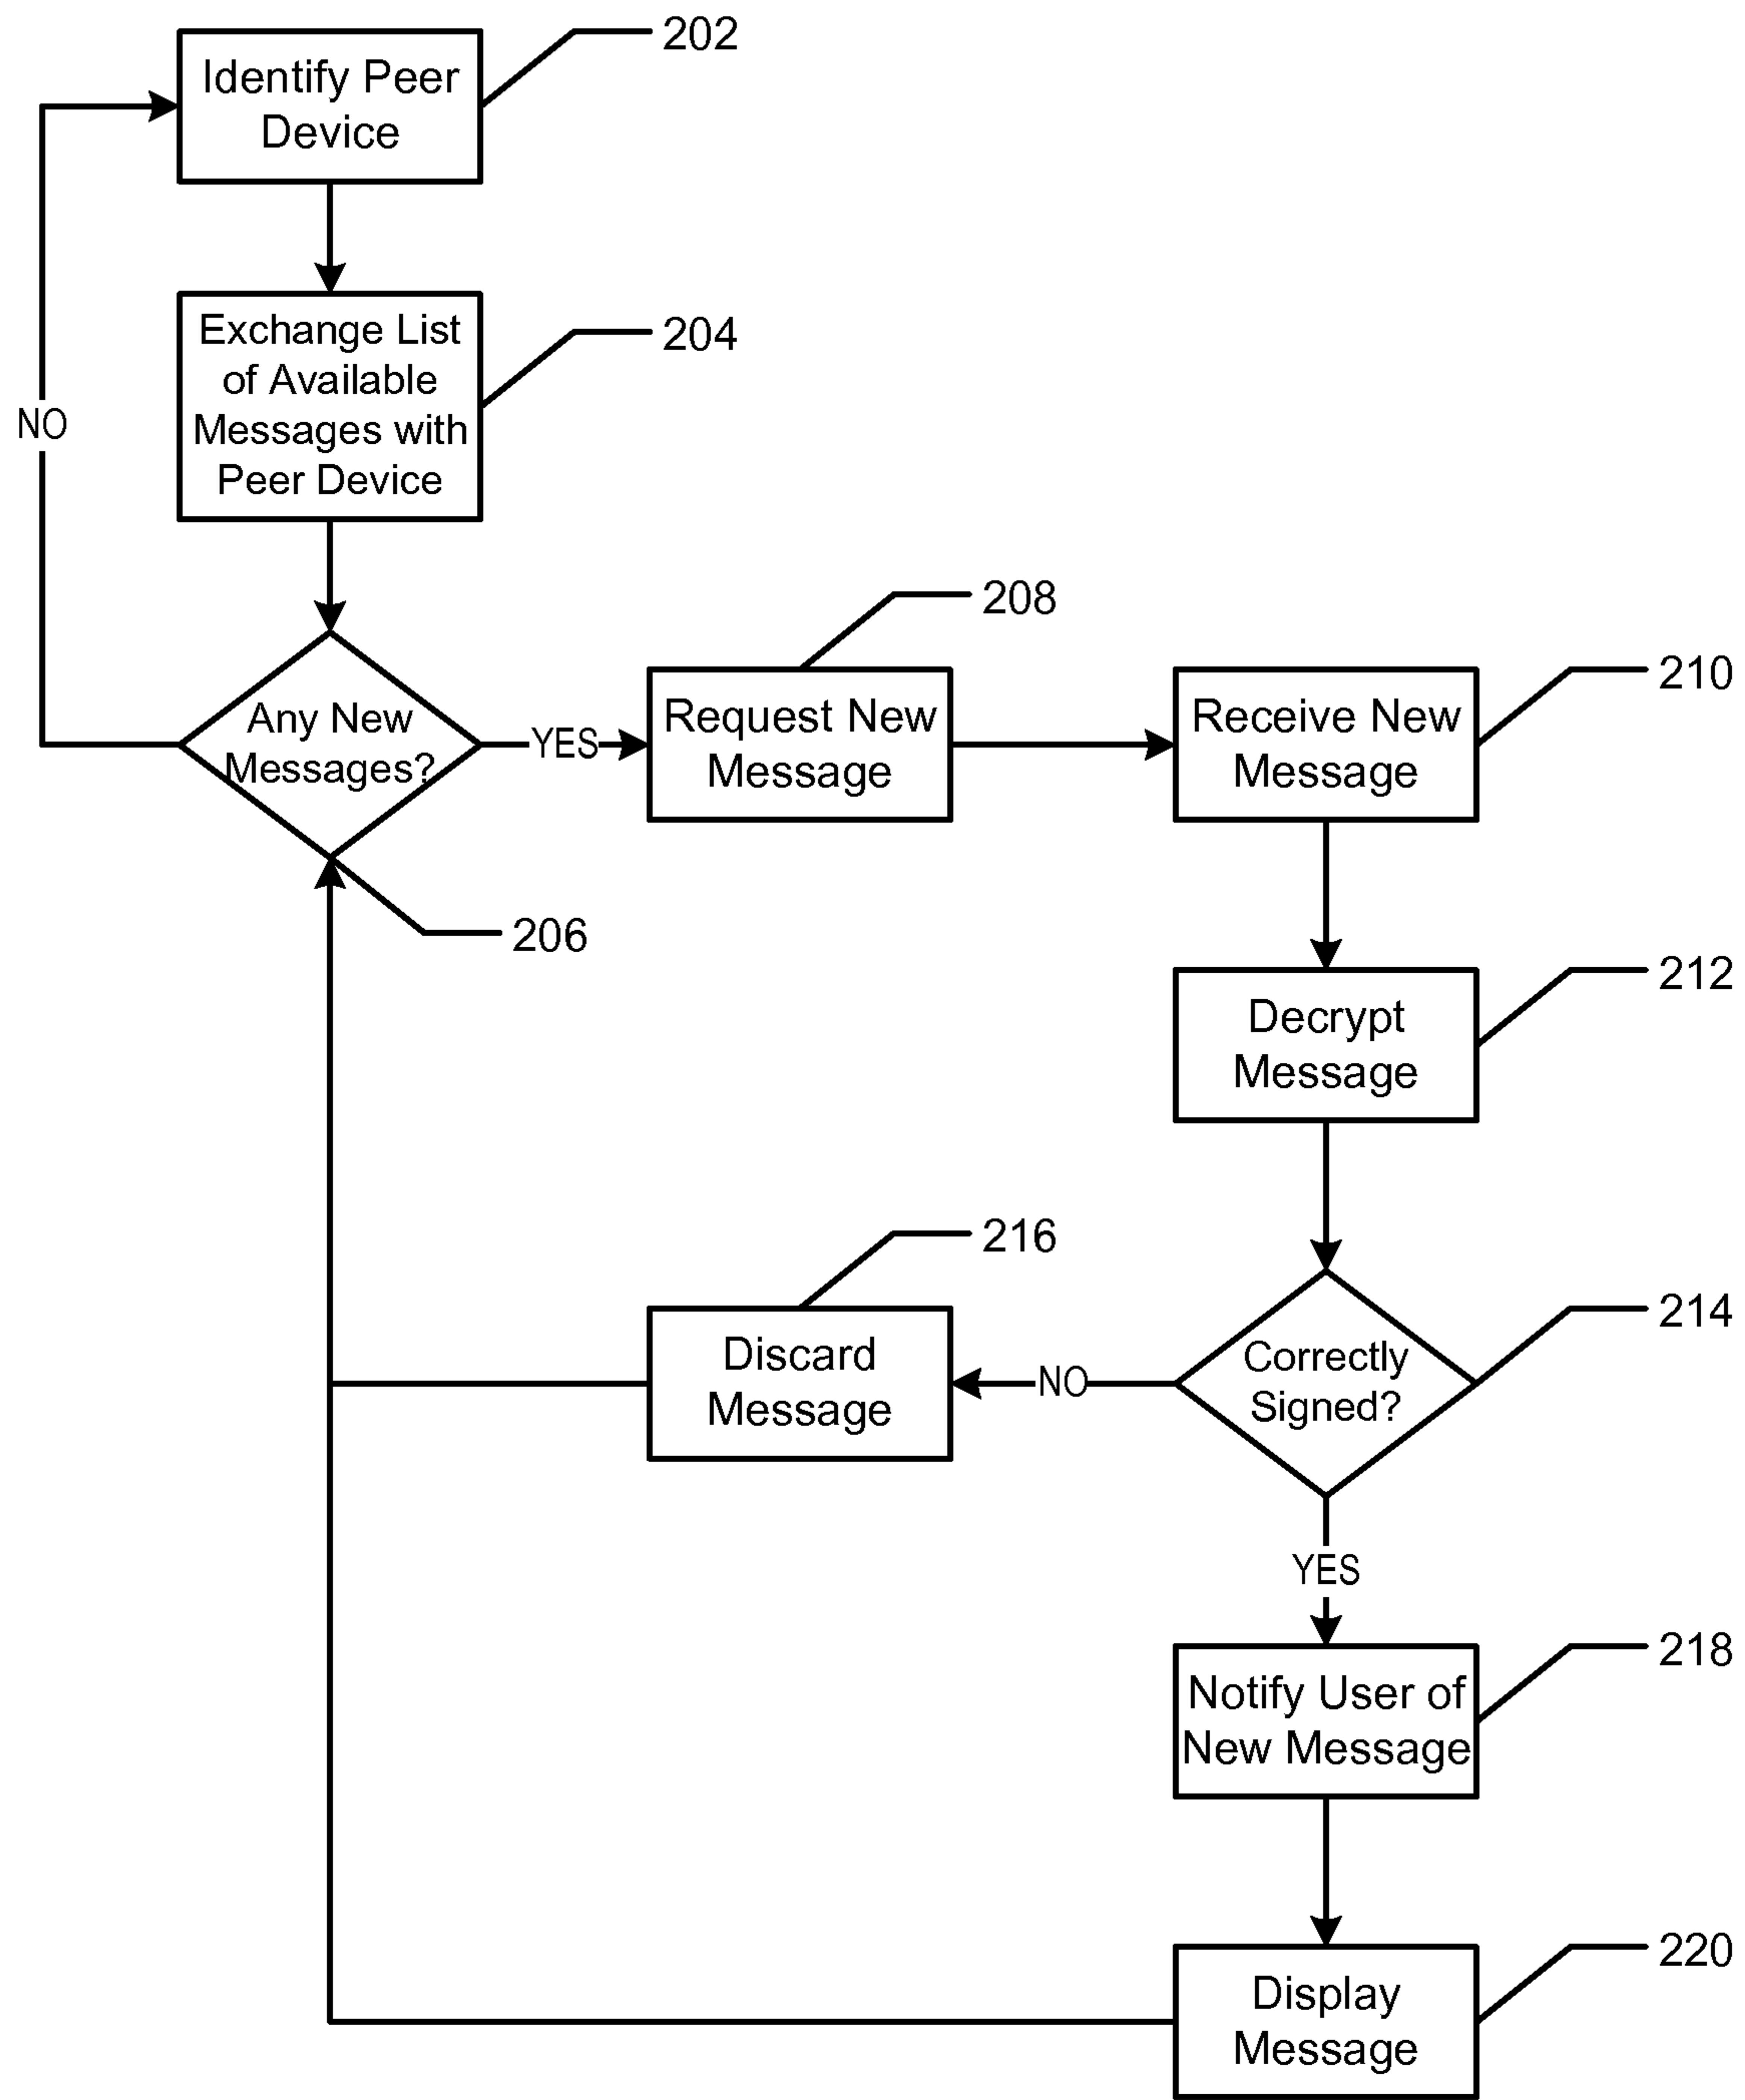 202
Identify Peer
Device
204
Exchange List
of Available
Messages with
Peer Device
NO
208
210
Any New
Messages?
YES
Request New
Message
Receive New
Message
206
212
Decrypt
Message
216
214
Discard
Message
NO
Correctly
Signed?
YES
218
Notify User of
New Message
220
Display
Message